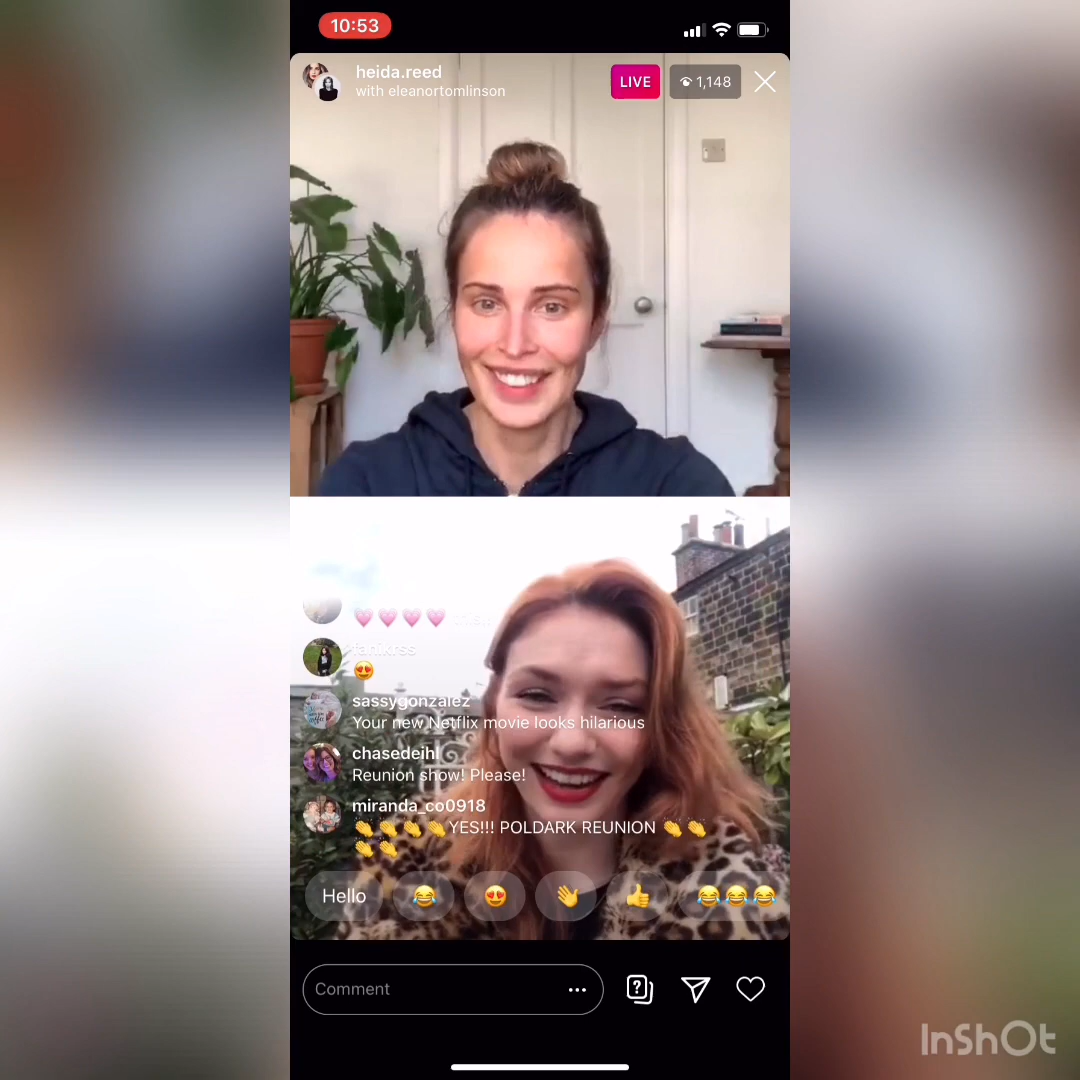 10:53
heida.reed
with eleanortomlinson
LIVE
1,148
fanikrss
😍
sassygonzalez
Your new Netflix movie looks hilarious
chasedeihl
Reunion show! Please!
miranda_co0918
👏👏👏👏YES!!! POLDARK REUNION 👏👏
👏👏
Hello
Comment
InShOt